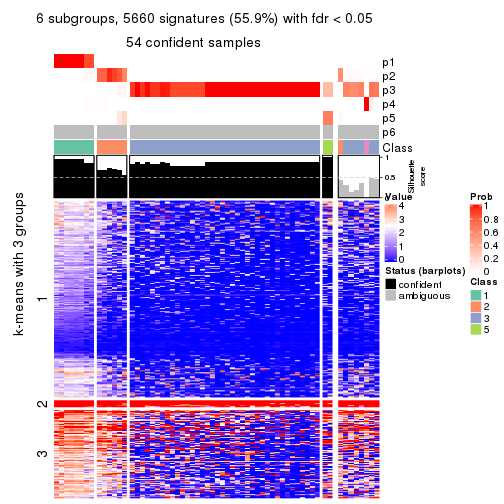 6 subgroups, 5660 signatures (55.9%) with fdr < 0.05
54 confident samples
p1
p2
p3
p4
p5
p6
Class
1
0.5
0
Silhouette
score
k-means with 3 groups
1
2
3
Value
4
3
2
1
0
Status (barplots)
confident
ambiguous
Prob
1
0.8
0.6
0.4
0.2
0
Class
1
2
3
5